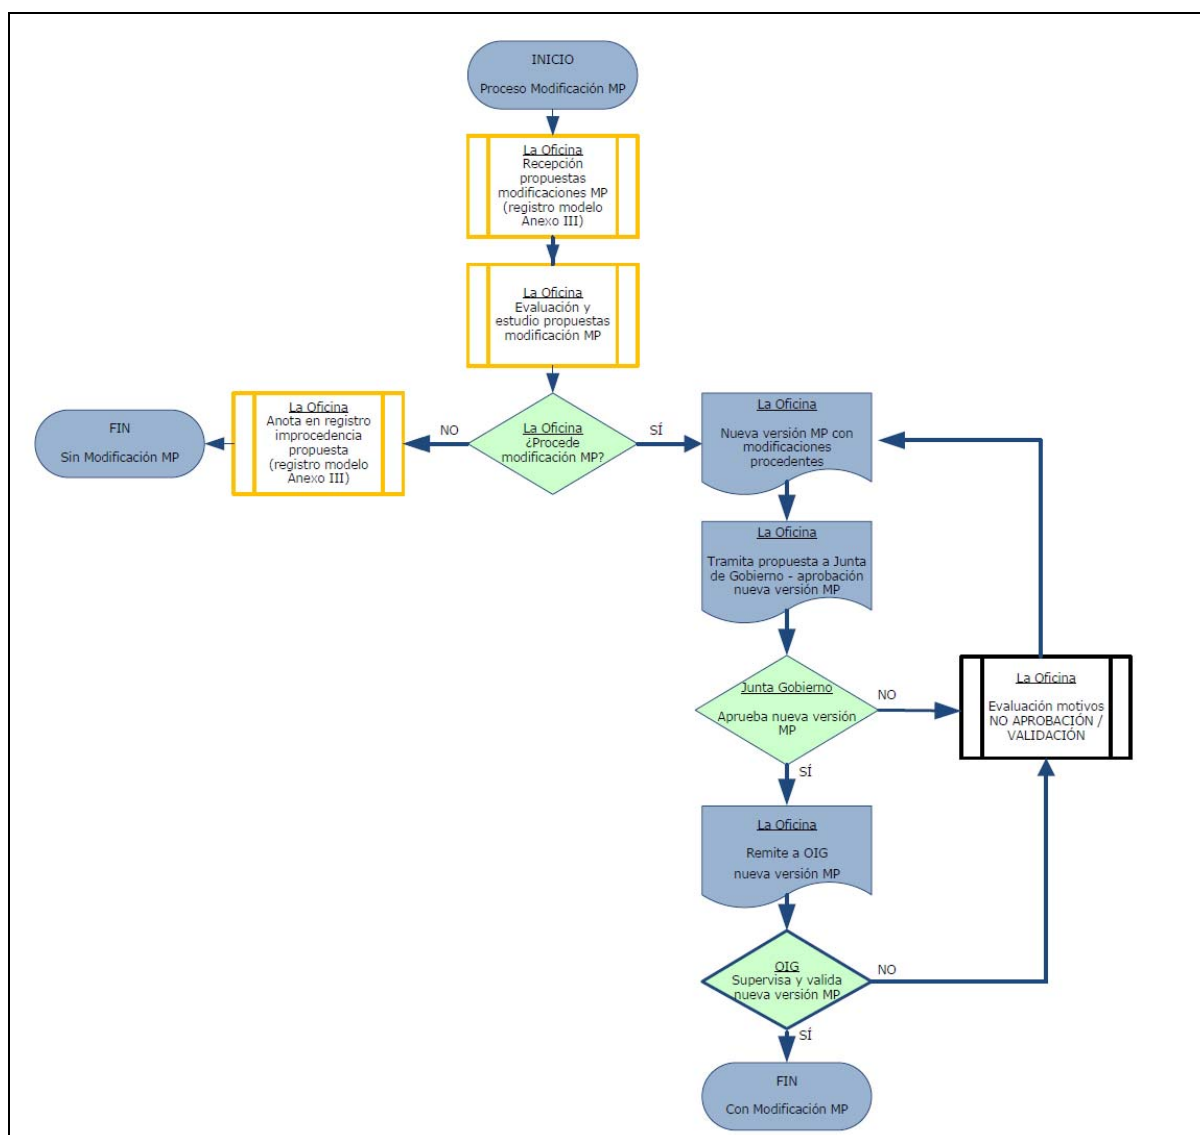 INICIO
Proceso Modificación MP
La Oficina
Recepción
propuestas
modificaciones MP
(registro modelo
Anexo III)
La Oficina
Evaluación y
estudio propuestas
modificación MP
La Oficina
¿Procede
modificación MP?
NO
SÍ
La Oficina
Anota en registro
improcedencia
propuesta
(registro modelo
Anexo III)
FIN
Sin Modificación MP
La Oficina
Nueva versión MP con
modificaciones
procedentes
La Oficina
Tramita propuesta a Junta
de Gobierno - aprobación
nueva versión MP
Junta Gobierno
Aprueba nueva versión
MP
NO
SÍ
La Oficina
Evaluación motivos
NO APROBACIÓN /
VALIDACIÓN
La Oficina
Remite a OIG
nueva versión MP
OIG
Supervisa y valida
nueva versión MP
NO
SÍ
FIN
Con Modificación MP